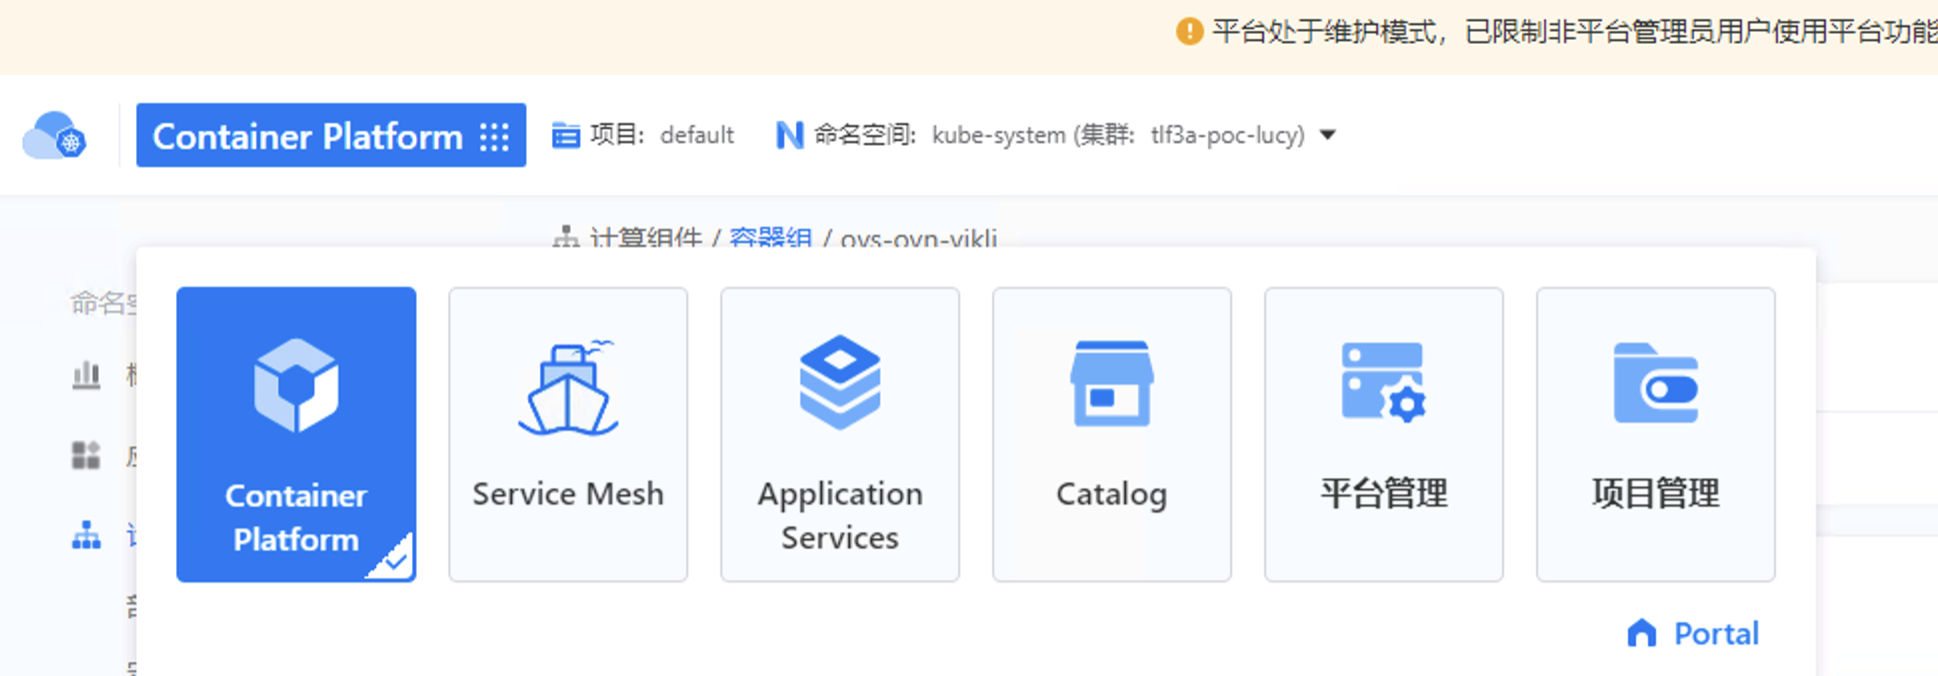 平台处于维护模式，已限制非平台管理员用户使用平台功能
Container Platform
项目: default
命名空间: kube-system (集群: tlf3a-poc-lucy)
计算组件 / 容器组 / ovs-ovn-vjklj
命名
Container Platform
Service Mesh
Application Services
Catalog
平台管理
项目管理
Portal